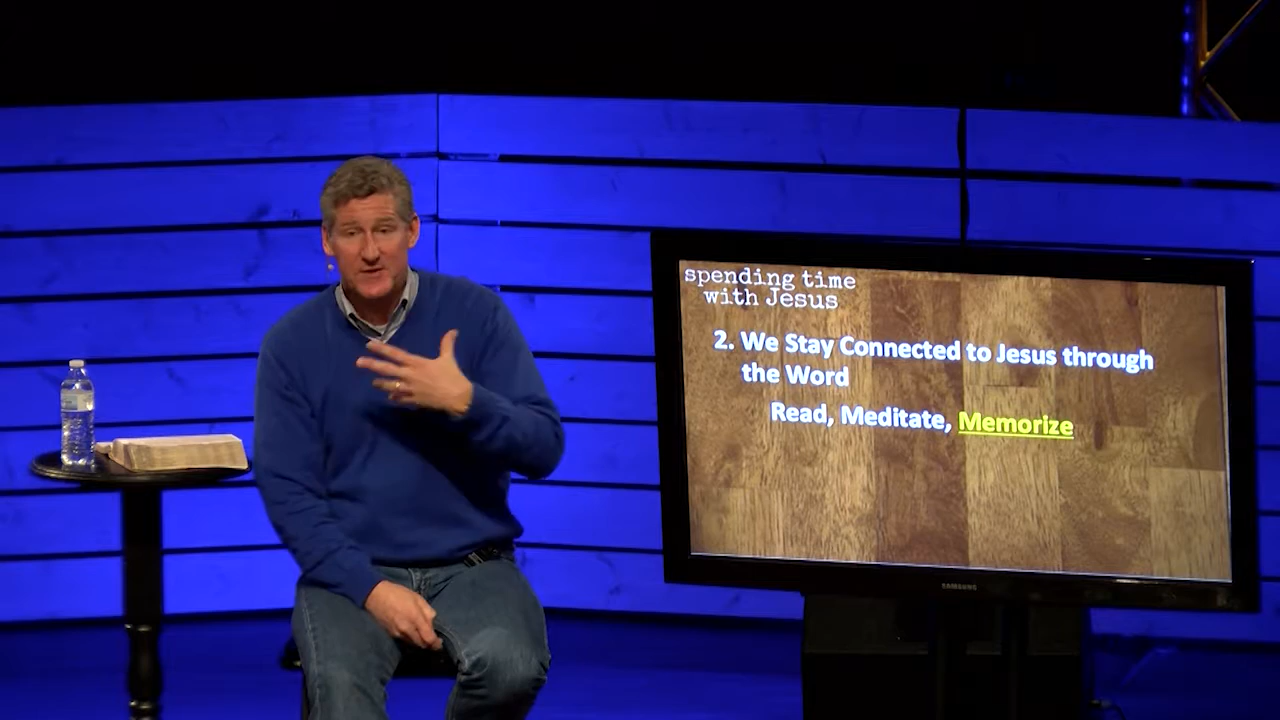 spending time
with Jesus
2. We Stay Connected to Jesus through
the Word
Read, Meditate, Memorize
SAMSUNG